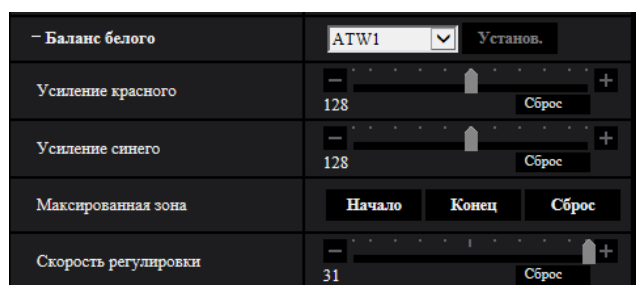 − Баланс белого ATW1 Установ.
Усиление красного − + 128 Сброс
Усиление синего − + 128 Сброс
Максированная зона Начало Конец Сброс
Скорость регулировки − + 31 Сброс